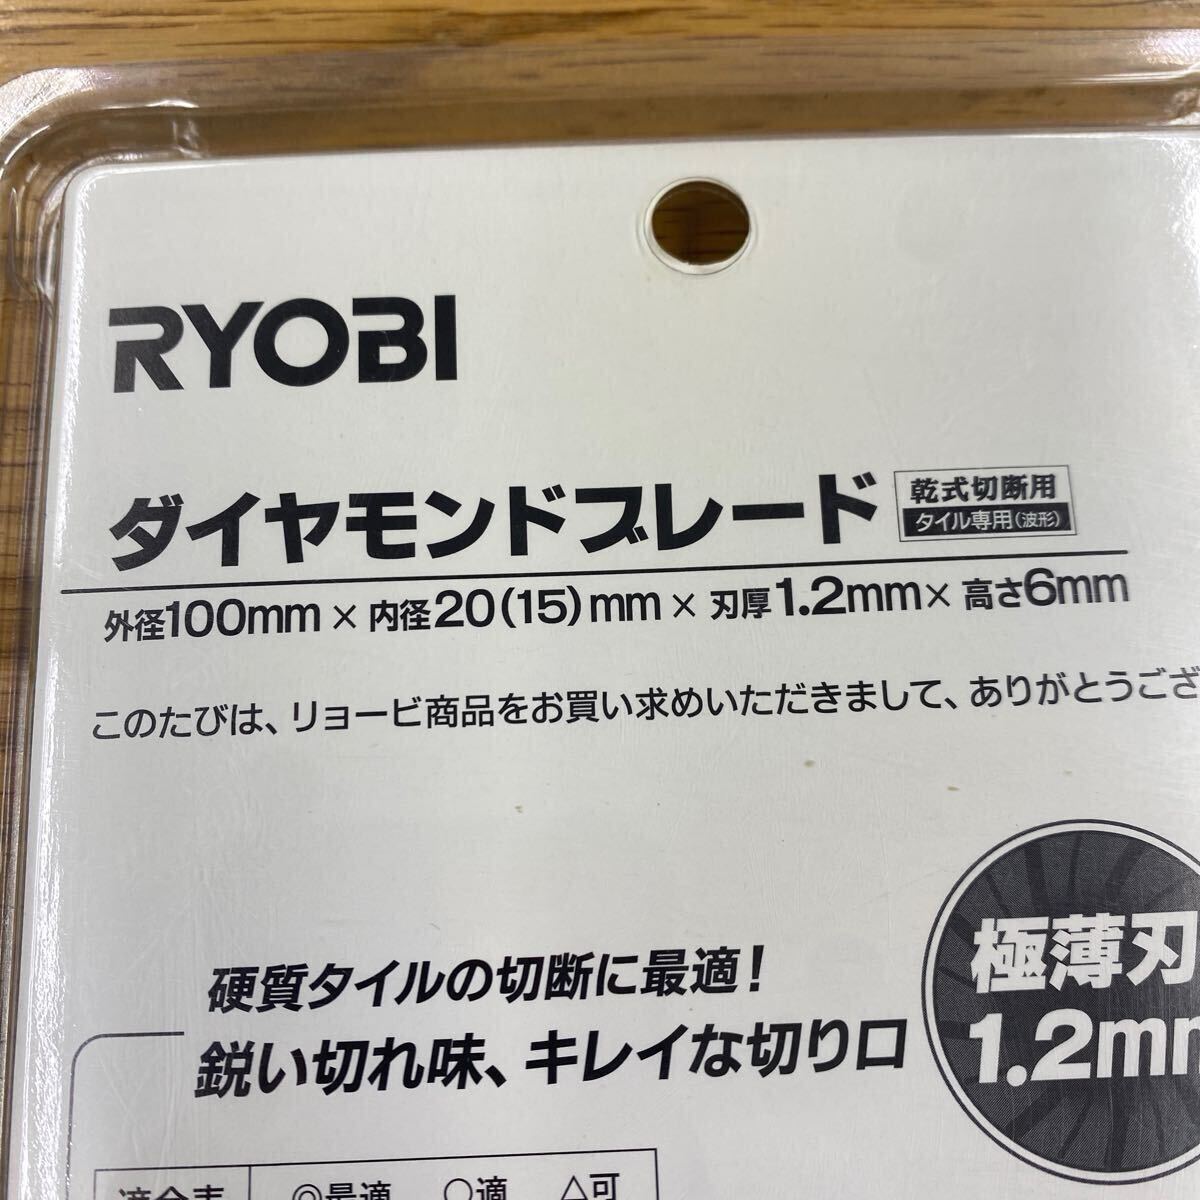 RYOBI
ダイヤモンドブレード
乾式切断用
タイル専用(波形)
外径100mm × 内径20(15)mm × 刃厚1.2mm× 高さ6mm
このたびは、リョービ商品をお買い求めいただきまして、ありがとうござ
硬質タイルの切断に最適!
鋭い切れ味、キレイな切り口
極薄刃
1.2mm
適合表 ◎最適 ○適 △可